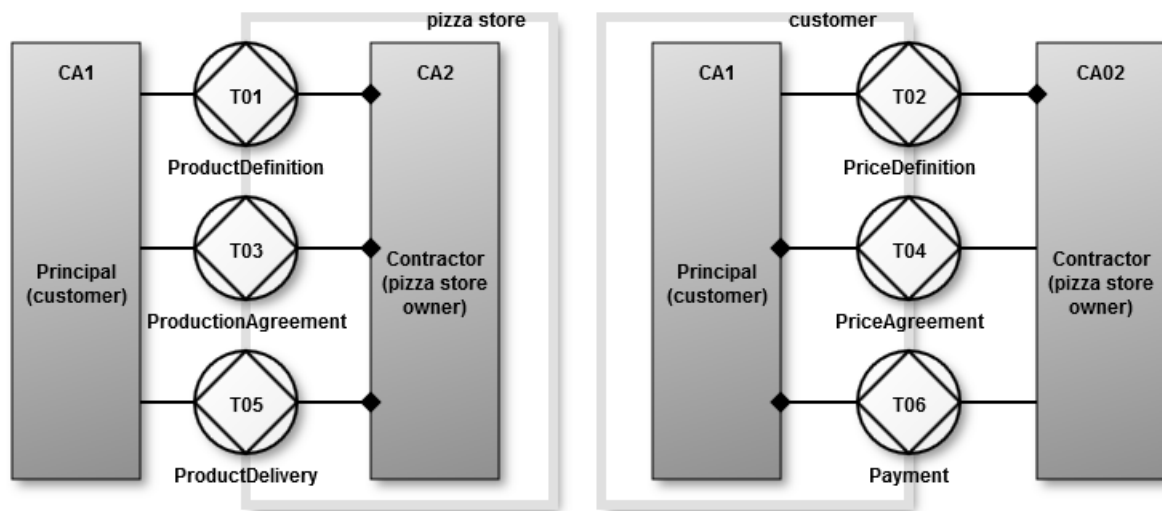 pizza store
CA1
T01
CA2
ProductDefinition
T03
Principal
(customer)
Contractor
(pizza store
owner)
ProductionAgreement
T05
ProductDelivery
customer
CA1
T02
CA02
PriceDefinition
T04
Principal
(customer)
Contractor
(pizza store
owner)
PriceAgreement
T06
Payment